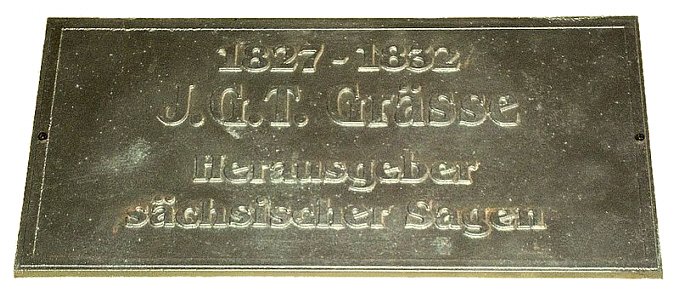 1827 - 1832
J.G.T. Grässe
Herausgeber
sächsischer Sagen